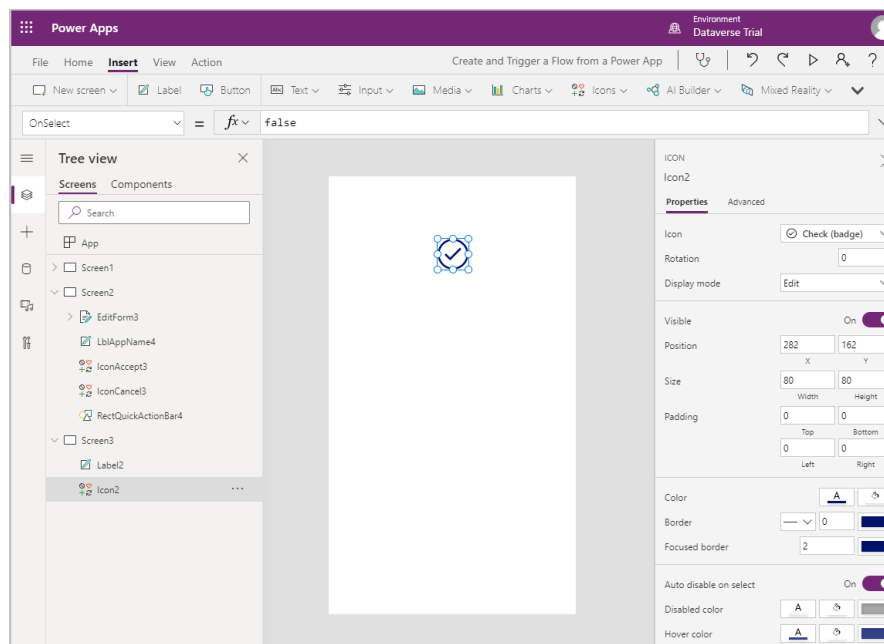 Power Apps
Environment
Dataverse Trial
File Home Insert View Action
Create and Trigger a Flow from a Power App
New screen Label Button Abc Text Input Media Charts Icons AI Builder Mixed Reality
OnSelect = fx false
Tree view
Screens Components
Search
App
Screen1
Screen2
EditForm3
LblAppName4
IconAccept3
IconCancel3
RectQuickActionBar4
Screen3
Label2
Icon2
ICON
Icon2
Properties Advanced
Icon Check (badge)
Rotation 0
Display mode Edit
Visible On
Position 282 162
X Y
Size 80 80
Width Height
Padding 0 0
Top Bottom
0 0
Left Right
Color A
Border 0
Focused border 2
Auto disable on select On
Disabled color A
Hover color A